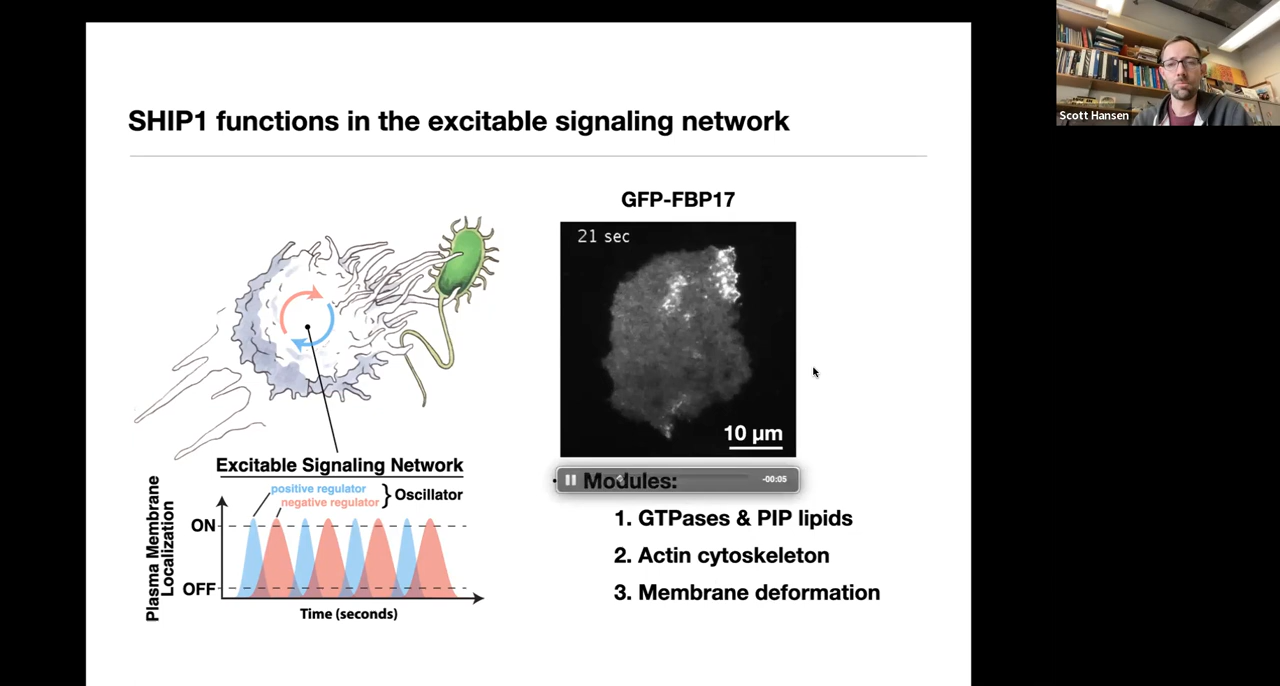 SHIP1 functions in the excitable signaling network
GFP-FBP17
21 sec
10 µm
Excitable Signaling Network
positive regulator
negative regulator
} Oscillator
Plasma Membrane
Localization
ON
OFF
Time (seconds)
• Modules:
-00:05
1. GTPases & PIP lipids
2. Actin cytoskeleton
3. Membrane deformation
Scott Hansen